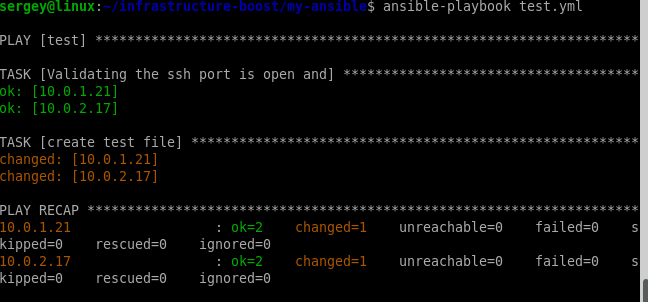 sergey@linux:~/infrastructure-boost/my-ansible$ ansible-playbook test.yml
PLAY [test] *******************************************************************
TASK [Validating the ssh port is open and] *************************************
ok: [10.0.1.21]
ok: [10.0.2.17]
TASK [create test file] ********************************************************
changed: [10.0.1.21]
changed: [10.0.2.17]
PLAY RECAP *********************************************************************
10.0.1.21                  : ok=2    changed=1    unreachable=0    failed=0    s
kipped=0    rescued=0    ignored=0
10.0.2.17                  : ok=2    changed=1    unreachable=0    failed=0    s
kipped=0    rescued=0    ignored=0